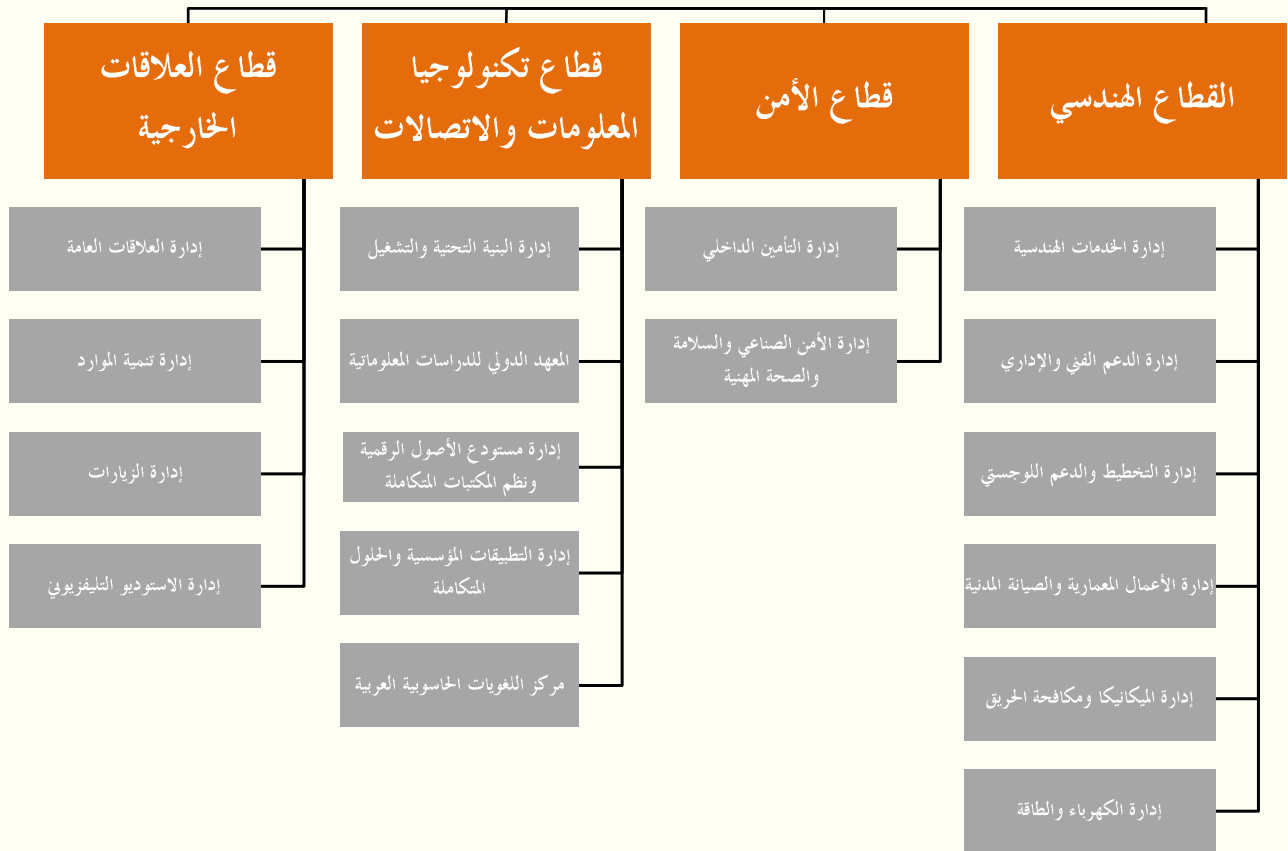 القطاع الهندسي
إدارة الخدمات الهندسية
إدارة الدعم الفني والإداري
إدارة التخطيط والدعم اللوجستي
إدارة الأعمال المعمارية والصيانة المدنية
إدارة الميكانيكا ومكافحة الحريق
إدارة الكهرباء والطاقة
قطاع الأمن
إدارة التأمين الداخلي
إدارة الأمن الصناعي والسلامة
والصحة المهنية
قطاع تكنولوجيا
المعلومات والاتصالات
إدارة البنية التحتية والتشغيل
المعهد الدولي للدراسات المعلوماتية
إدارة مستودع الأصول الرقمية
ونظم المكتبات المتكاملة
إدارة التطبيقات المؤسسية والحلول
المتكاملة
مركز اللغويات الحاسوبية العربية
قطاع العلاقات
الخارجية
إدارة العلاقات العامة
إدارة تنمية الموارد
إدارة الزيارات
إدارة الاستوديو التليفزيوني